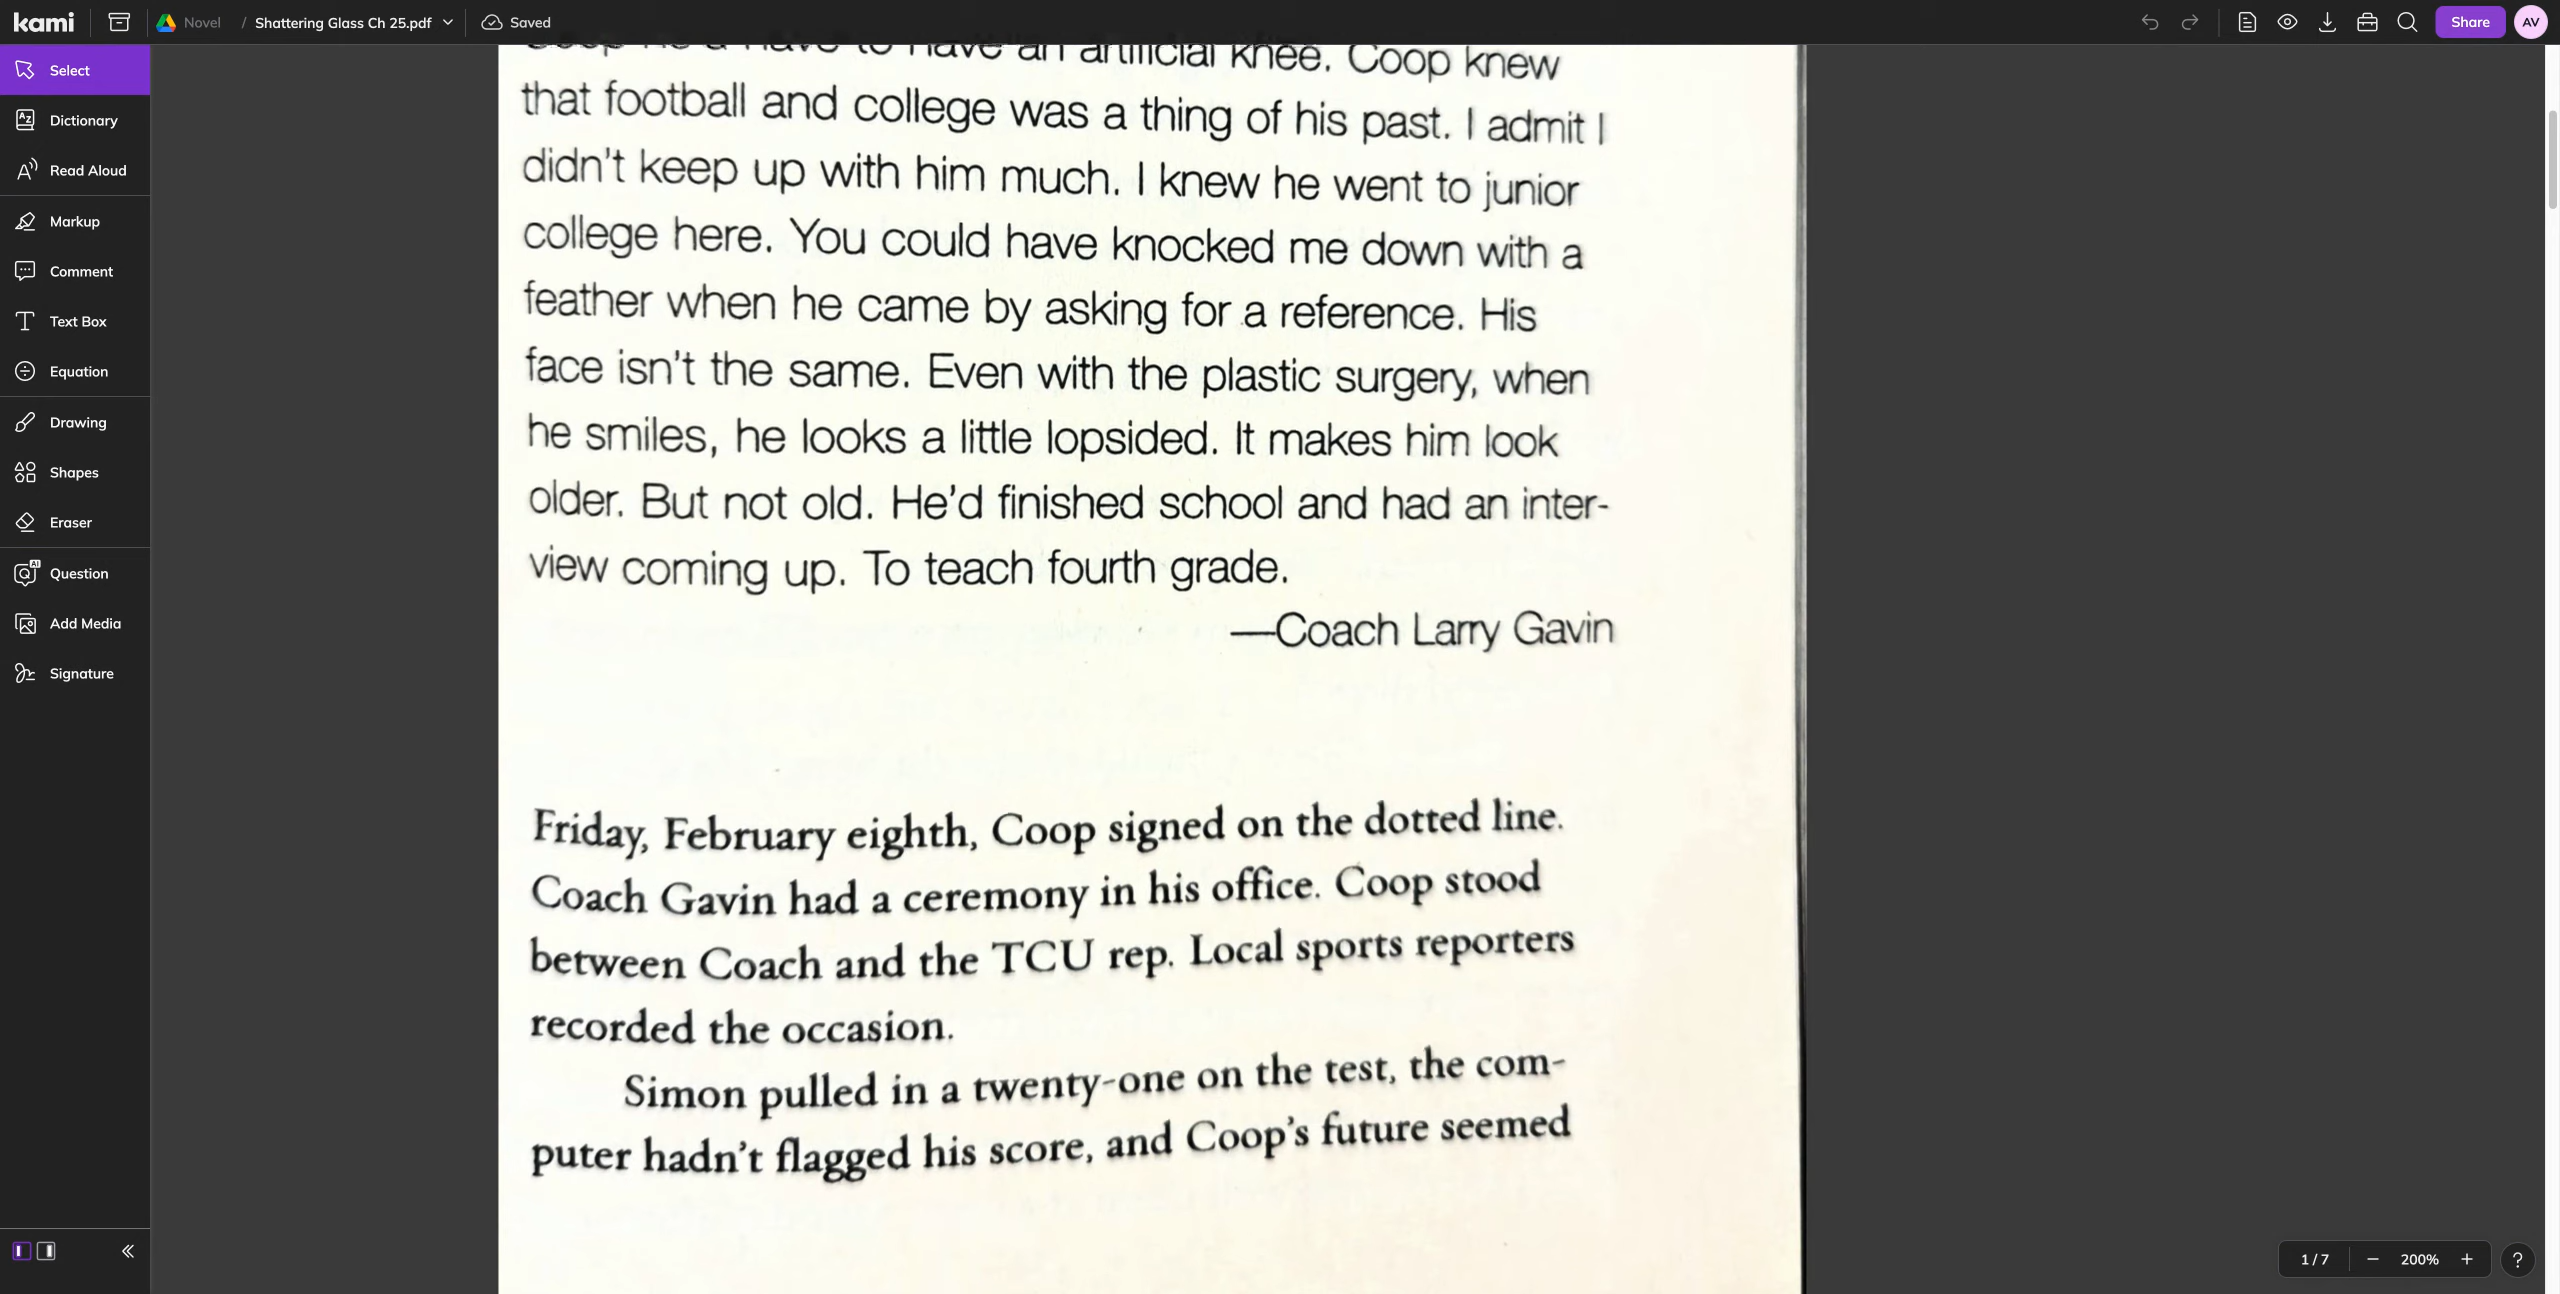 kami
Novel / Shattering Glass Ch 25.pdf
Saved
Share
AV
Select
Dictionary
Read Aloud
Markup
Comment
Text Box
Equation
Drawing
Shapes
Eraser
Question
Add Media
Signature
have to have an artificial knee. Coop knew
that football and college was a thing of his past. I admit I
didn't keep up with him much. I knew he went to junior
college here. You could have knocked me down with a
feather when he came by asking for a reference. His
face isn't the same. Even with the plastic surgery, when
he smiles, he looks a little lopsided. It makes him look
older. But not old. He'd finished school and had an inter-
view coming up. To teach fourth grade.
—Coach Larry Gavin
Friday, February eighth, Coop signed on the dotted line.
Coach Gavin had a ceremony in his office. Coop stood
between Coach and the TCU rep. Local sports reporters
recorded the occasion.
Simon pulled in a twenty-one on the test, the com-
puter hadn't flagged his score, and Coop's future seemed
1 / 7
200%